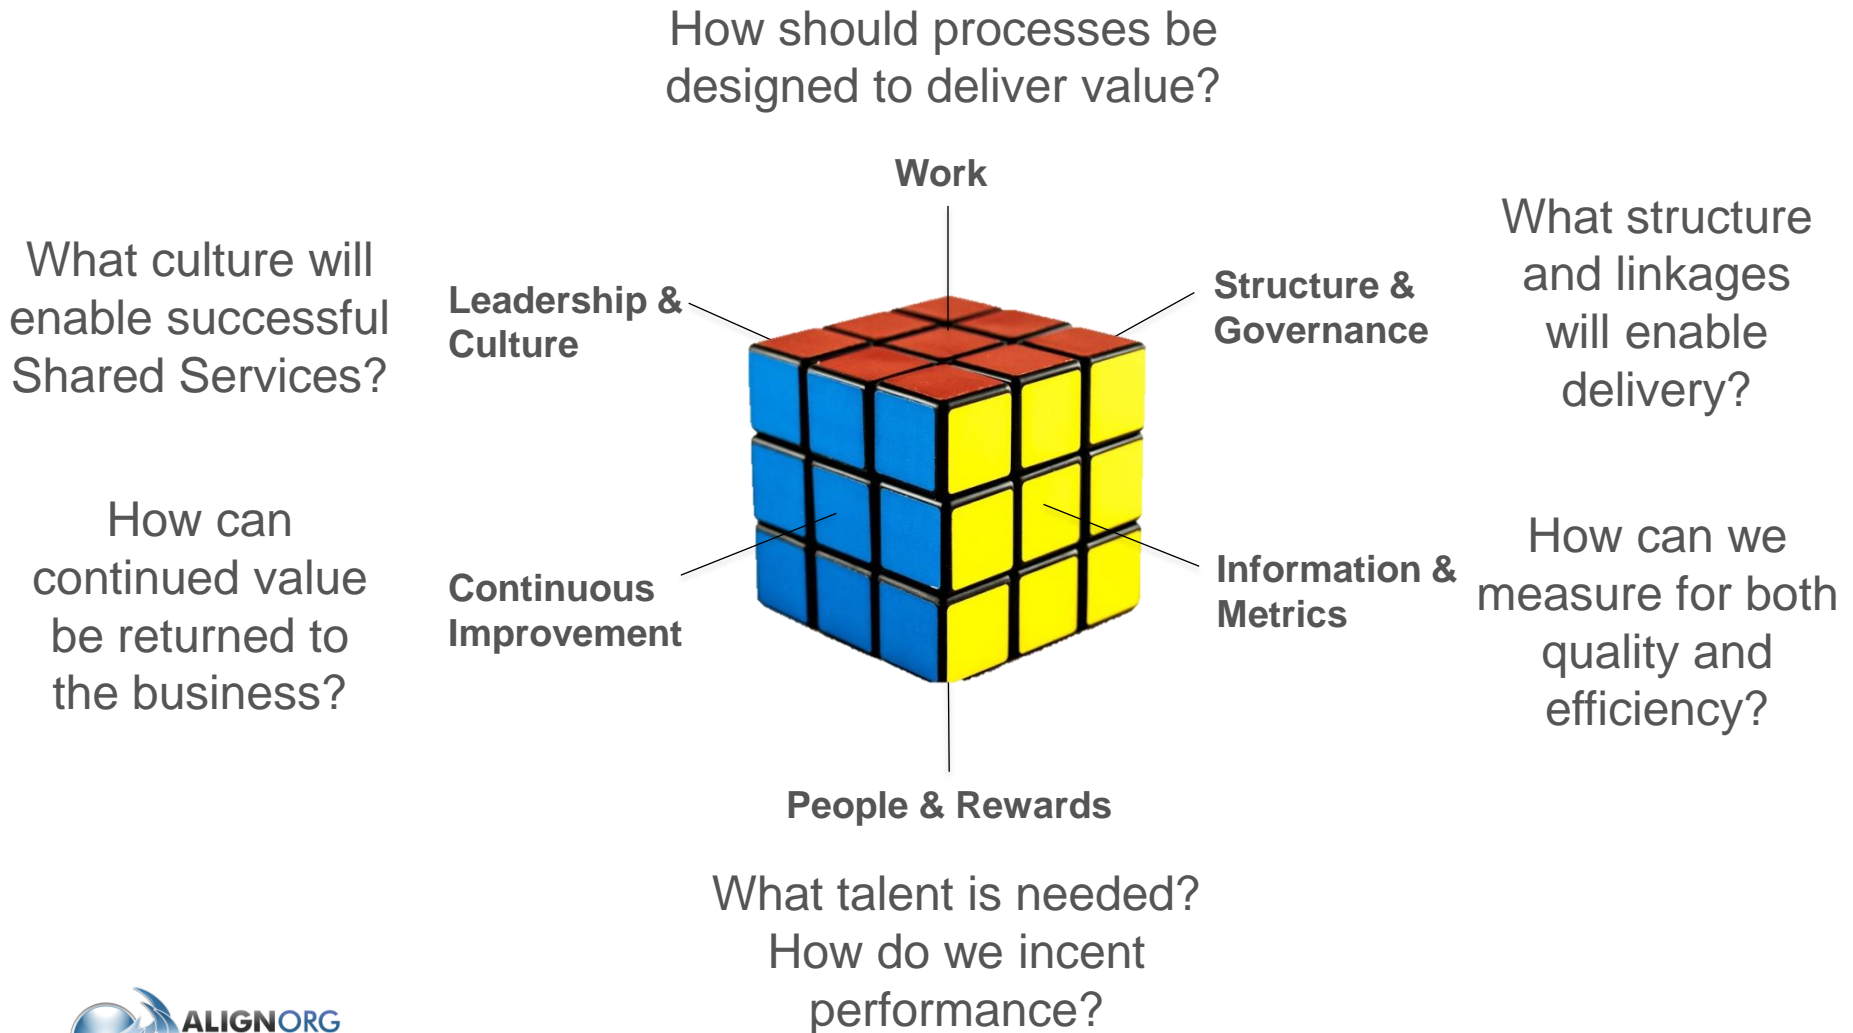 How should processes be
designed to deliver value?
Work
What culture will
enable successful
Shared Services?
Leadership &
Culture
Structure &
Governance
What structure
and linkages
will enable
delivery?
How can
continued value
be returned to
the business?
Continuous
Improvement
Information &
Metrics
How can we
measure for both
quality and
efficiency?
People & Rewards
What talent is needed?
How do we incent
performance?
ALIGNORG